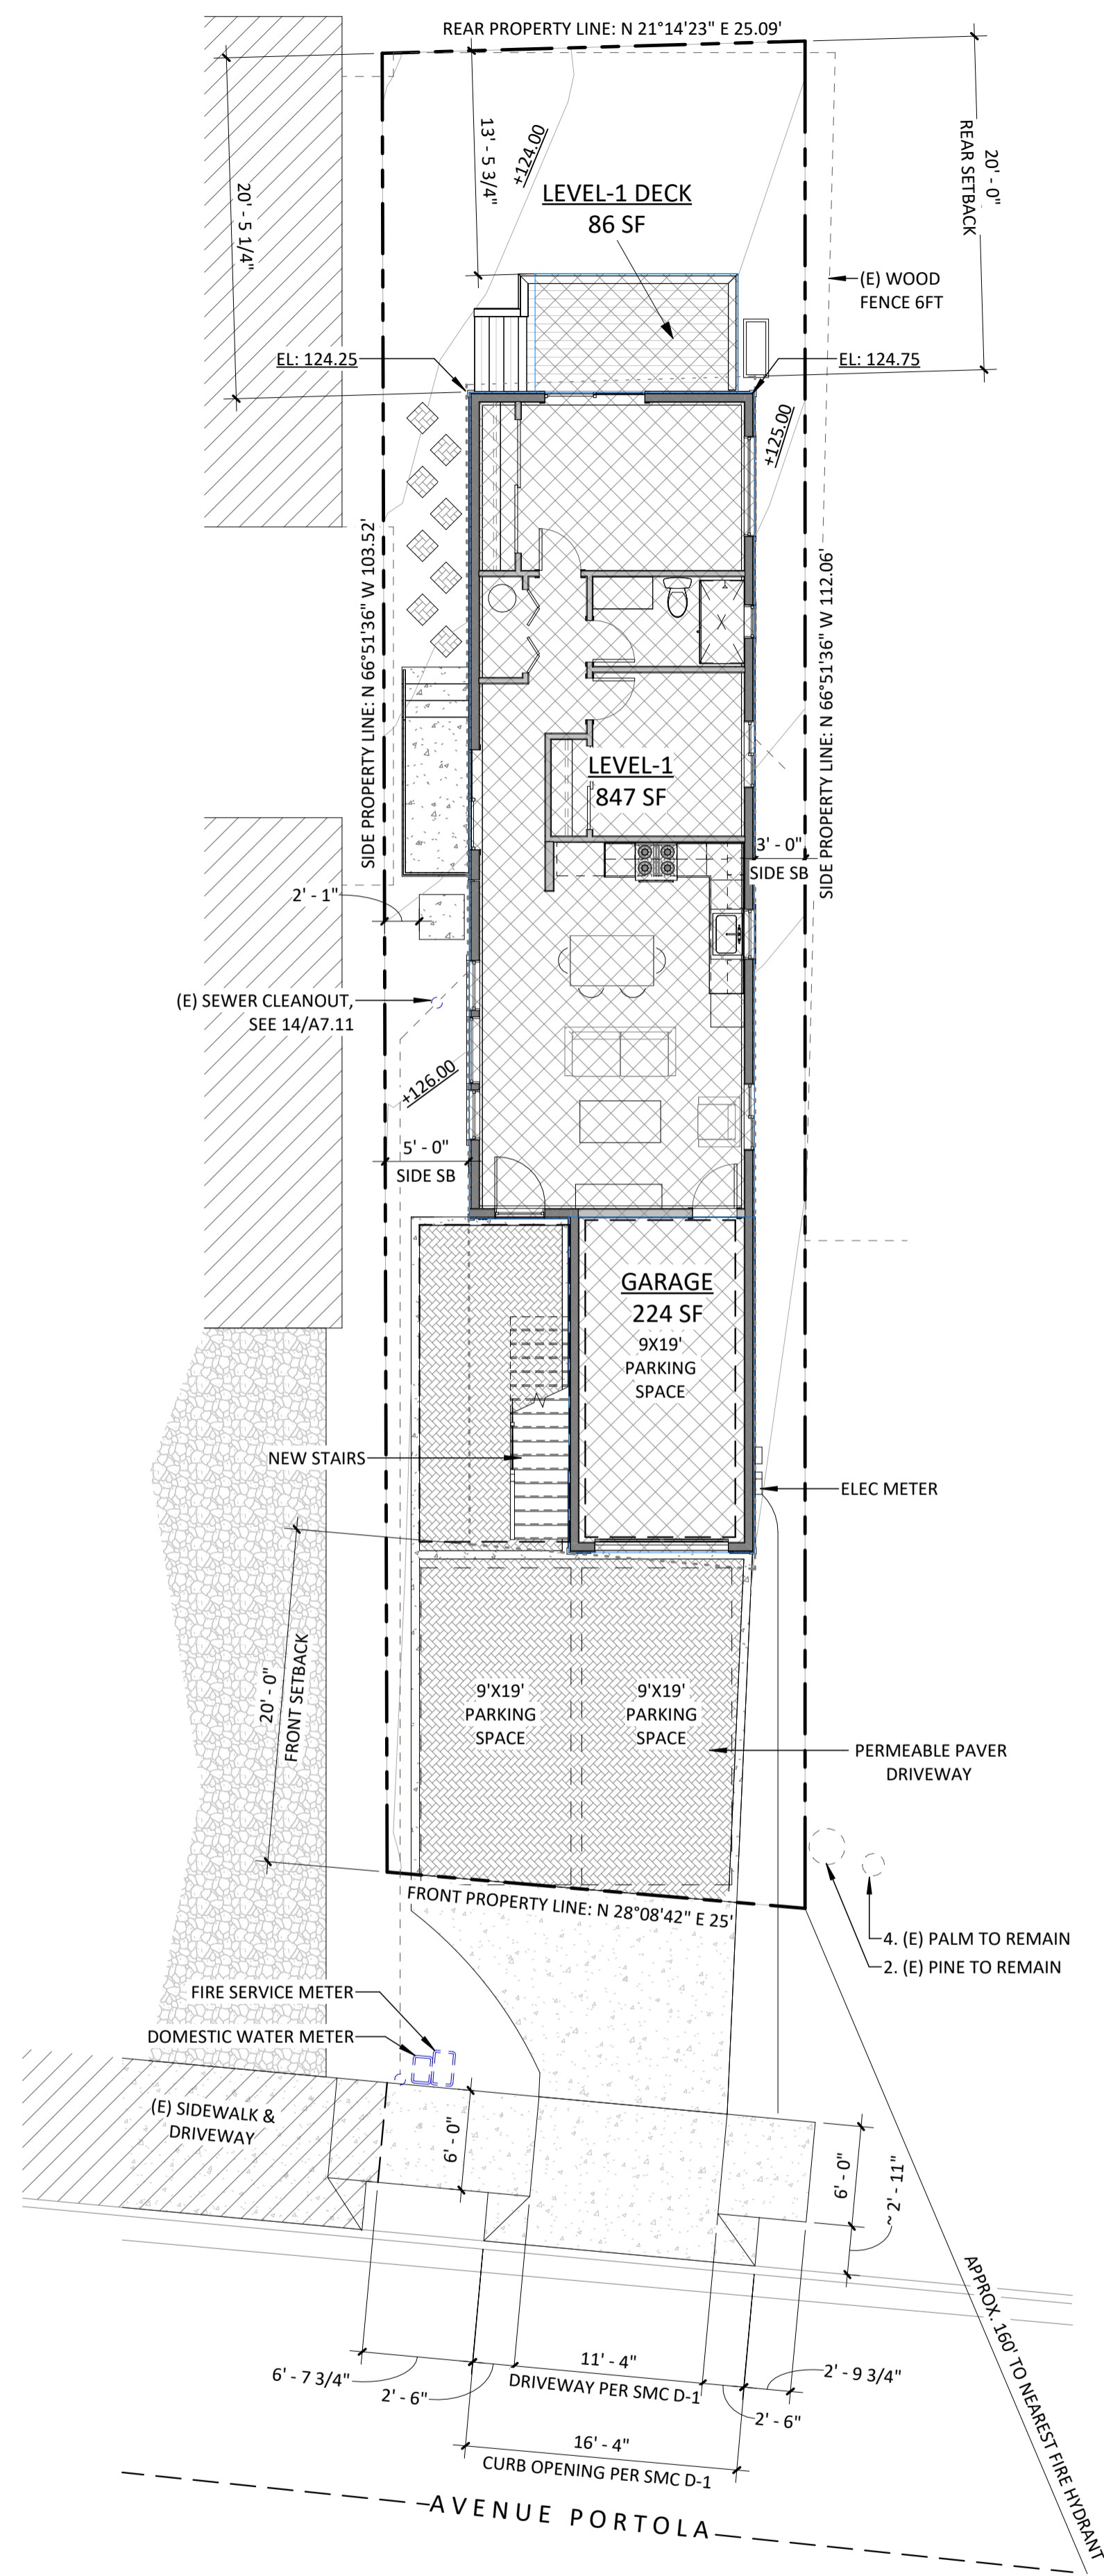 REAR PROPERTY LINE: N 21°14'23" E 25.09'
20' - 5 1/4"
13' - 5 3/4"
+124.00
LEVEL-1 DECK
86 SF
20' - 0"
REAR SETBACK
(E) WOOD
FENCE 6FT
EL: 124.25
EL: 124.75
+125.00
SIDE PROPERTY LINE: N 66°51'36" W 103.52'
SIDE PROPERTY LINE: N 66°51'36" W 112.06'
LEVEL-1
847 SF
3' - 0"
SIDE SB
2' - 1"
(E) SEWER CLEANOUT,
SEE 14/A7.11
+126.00
5' - 0"
SIDE SB
GARAGE
224 SF
9X19'
PARKING
SPACE
NEW STAIRS
ELEC METER
20' - 0"
FRONT SETBACK
9'X19'
PARKING
SPACE
9'X19'
PARKING
SPACE
PERMEABLE PAVER
DRIVEWAY
FRONT PROPERTY LINE: N 28°08'42" E 25'
4. (E) PALM TO REMAIN
2. (E) PINE TO REMAIN
FIRE SERVICE METER
DOMESTIC WATER METER
(E) SIDEWALK &
DRIVEWAY
6' - 0"
6' - 0"
~ 2' - 11"
APPROX. 160' TO NEAREST FIRE HYDRANT
6' - 7 3/4"
2' - 6"
11' - 4"
DRIVEWAY PER SMC D-1
2' - 6"
2' - 9 3/4"
16' - 4"
CURB OPENING PER SMC D-1
AVENUE PORTOLA